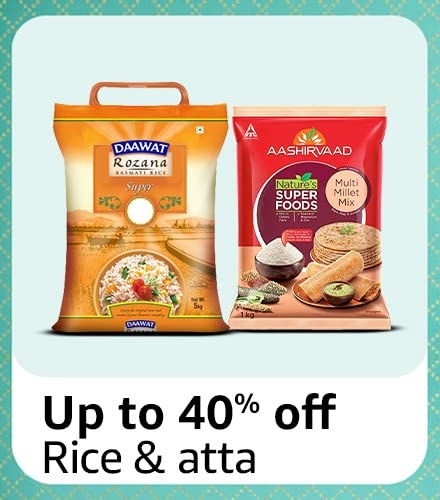 DAAWAT
Rozana
BASMATI RICE
Super
Net Wt.
5kg
DAAWAT
AASHIRVAAD
Nature's
SUPER
FOODS
Multi
Millet
Mix
1 kg
Up to 40% off
Rice & atta